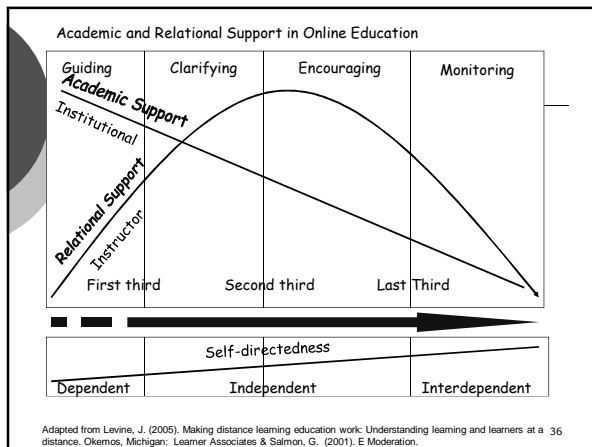 Academic and Relational Support in Online Education
Guiding Clarifying Encouraging Monitoring
Academic Support
Institutional
Relational Support
Instructor
First third Second third Last Third
Self-directedness
Dependent Independent Interdependent
Adapted from Levine, J. (2005). Making distance learning education work: Understanding learning and learners at a 36
distance. Okemos, Michigan: Learner Associates & Salmon, G. (2001). E Moderation.